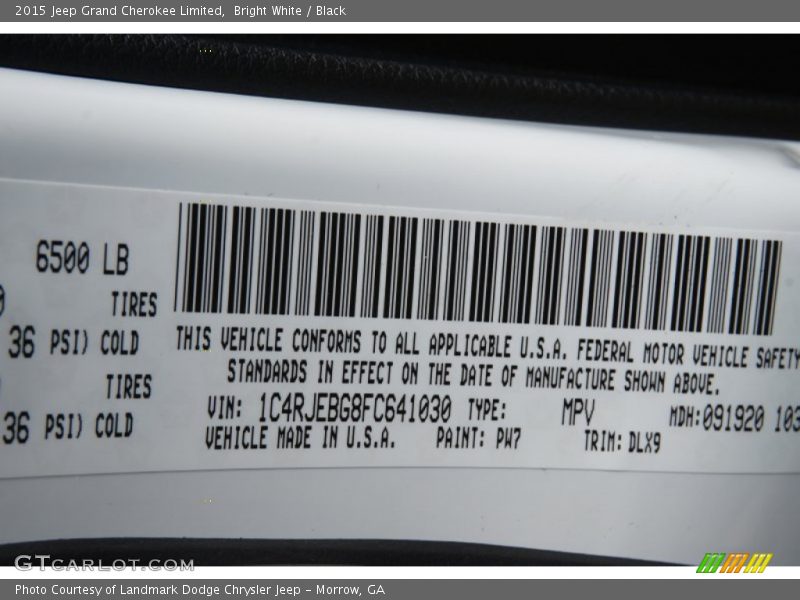 2015 Jeep Grand Cherokee Limited, Bright White / Black
6500 LB
TIRES
36 PSI) COLD
TIRES
36 PSI) COLD
THIS VEHICLE CONFORMS TO ALL APPLICABLE U.S.A. FEDERAL MOTOR VEHICLE SAFETY
STANDARDS IN EFFECT ON THE DATE OF MANUFACTURE SHOWN ABOVE.
VIN: 1C4RJEBG8FC641030 TYPE: MPV MDH:091920 103
VEHICLE MADE IN U.S.A. PAINT: PW7 TRIM: DLX9
GTCARLOT.COM
Photo Courtesy of Landmark Dodge Chrysler Jeep - Morrow, GA